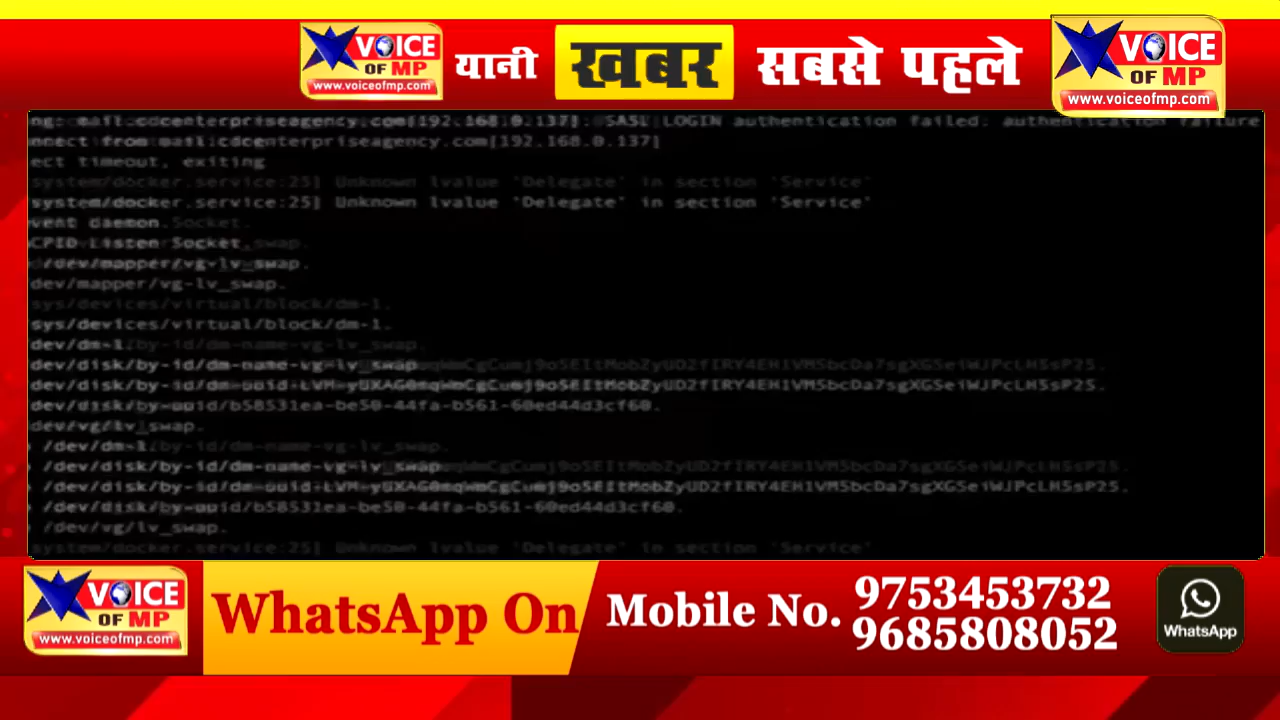 VOICE
OF MP
www.voiceofmp.com
यानी
खबर
सबसे पहले
VOICE
OF MP
www.voiceofmp.com
ng: mail.cdcenterpriseagency.com[192.168.0.137]: SASL LOGIN authentication failed: authentication failure
nnect from mail.cdcenterpriseagency.com[192.168.0.137]
ect timeout, exiting
system/docker.service:25] Unknown lvalue 'Delegate' in section 'Service'
system/docker.service:25] Unknown lvalue 'Delegate' in section 'Service'
vent daemon Socket.
CPID Listen Socket.
/dev/mapper/vg-lv_swap.
dev/mapper/vg-lv_swap.
sys/devices/virtual/block/dm-1.
sys/devices/virtual/block/dm-1.
dev/dm-1.
dev/disk/by-id/dm-name-vg-lv_swap
dev/disk/by-id/dm-uuid-LVM-
dev/disk/by-uuid/b58531ea-be50-44fa-b561-60ed44d3cf60.
dev/vg/lv_swap.
/dev/dm-1.
/dev/disk/by-id/dm-name-vg-lv_swap
/dev/disk/by-id/dm-uuid-LVM-
/dev/disk/by-uuid/b58531ea-be50-44fa-b561-60ed44d3cf60.
/dev/vg/lv_swap.
system/docker.service:25] Unknown lvalue 'Delegate' in section 'Service'
VOICE
OF MP
www.voiceofmp.com
WhatsApp On
Mobile No.
9753453732
9685808052
WhatsApp